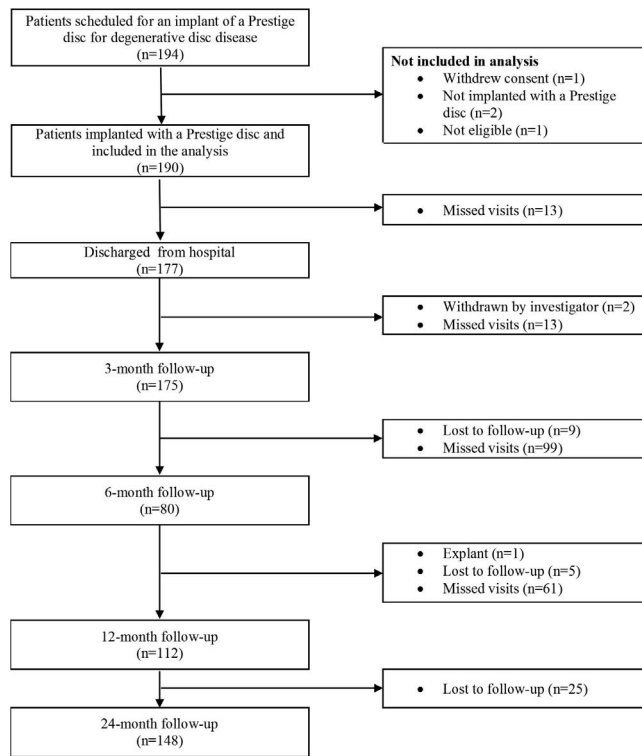 Patients scheduled for an implant of a Prestige
disc for degenerative disc disease
(n=194)
Not included in analysis
• Withdrew consent (n=1)
• Not implanted with a Prestige
disc (n=2)
• Not eligible (n=1)
Patients implanted with a Prestige disc and
included in the analysis
(n=190)
• Missed visits (n=13)
Discharged from hospital
(n=177)
• Withdrawn by investigator (n=2)
• Missed visits (n=13)
3-month follow-up
(n=175)
• Lost to follow-up (n=9)
• Missed visits (n=99)
6-month follow-up
(n=80)
• Explant (n=1)
• Lost to follow-up (n=5)
• Missed visits (n=61)
12-month follow-up
(n=112)
• Lost to follow-up (n=25)
24-month follow-up
(n=148)